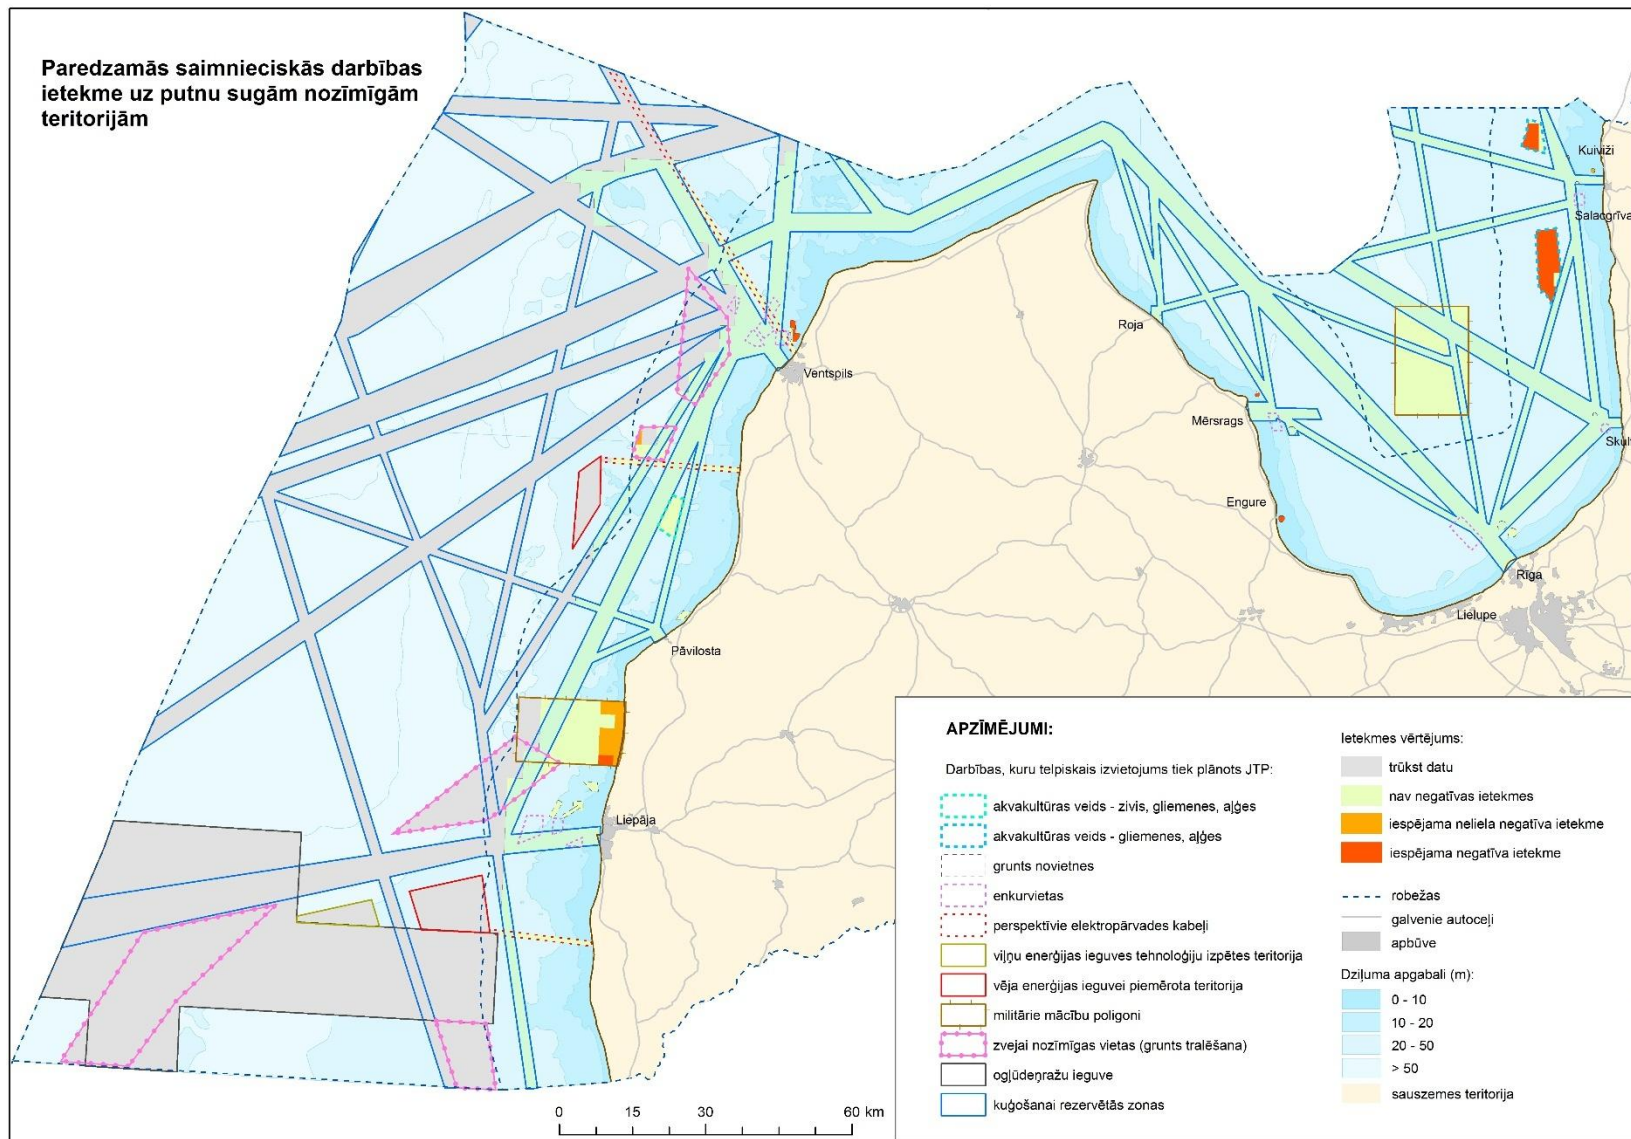 Paredzamās saimnieciskās darbības
ietekme uz putnu sugām nozīmīgām
teritorijām
Kuiviži
Salacgrīva
Roja
Ventspils
Mērsrags
Skult
Engure
Rīga
Lielupe
Pāvilosta
Liepāja
APZĪMĒJUMI:
Darbības, kuru telpiskais izvietojums tiek plānots JTP:
akvakultūras veids - zivis, gliemenes, aļģes
akvakultūras veids - gliemenes, aļģes
grunts novietnes
enkurvietas
perspektīvie elektropārvades kabeļi
viļņu enerģijas ieguves tehnoloģiju izpētes teritorija
vēja enerģijas ieguvei piemērota teritorija
militārie mācību poligoni
zvejai nozīmīgas vietas (grunts tralēšana)
ogļūdeņražu ieguve
kuģošanai rezervētās zonas
Ietekmes vērtējums:
trūkst datu
nav negatīvas ietekmes
iespējama neliela negatīva ietekme
iespējama negatīva ietekme
robežas
galvenie autoceļi
apbūve
Dziļuma apgabali (m):
0 - 10
10 - 20
20 - 50
> 50
sauszemes teritorija
0 15 30 60 km